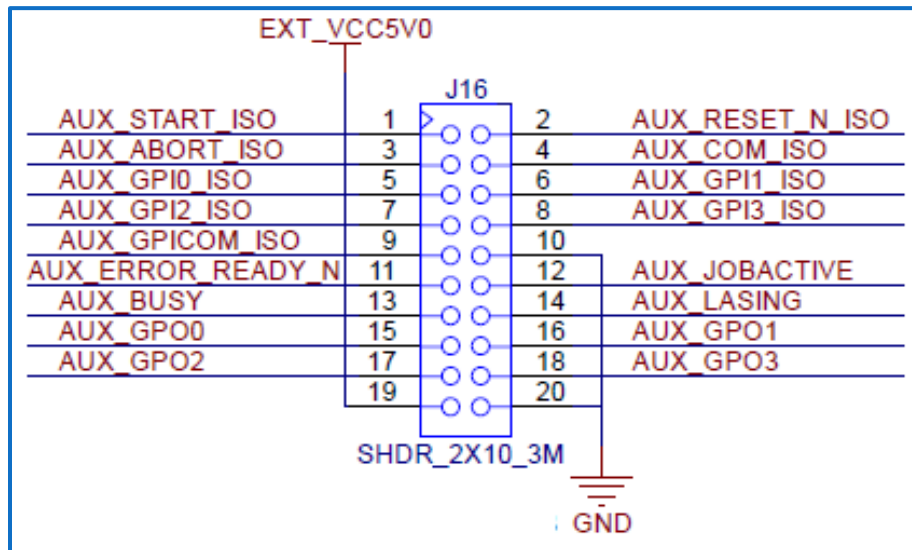 EXT_VCC5V0
J16
AUX_START_ISO 1 2 AUX_RESET_N_ISO
AUX_ABORT_ISO 3 4 AUX_COM_ISO
AUX_GPI0_ISO 5 6 AUX_GPI1_ISO
AUX_GPI2_ISO 7 8 AUX_GPI3_ISO
AUX_GPICOM_ISO 9 10
AUX_ERROR_READY_N 11 12 AUX_JOBACTIVE
AUX_BUSY 13 14 AUX_LASING
AUX_GPO0 15 16 AUX_GPO1
AUX_GPO2 17 18 AUX_GPO3
19 20
SHDR_2X10_3M
GND